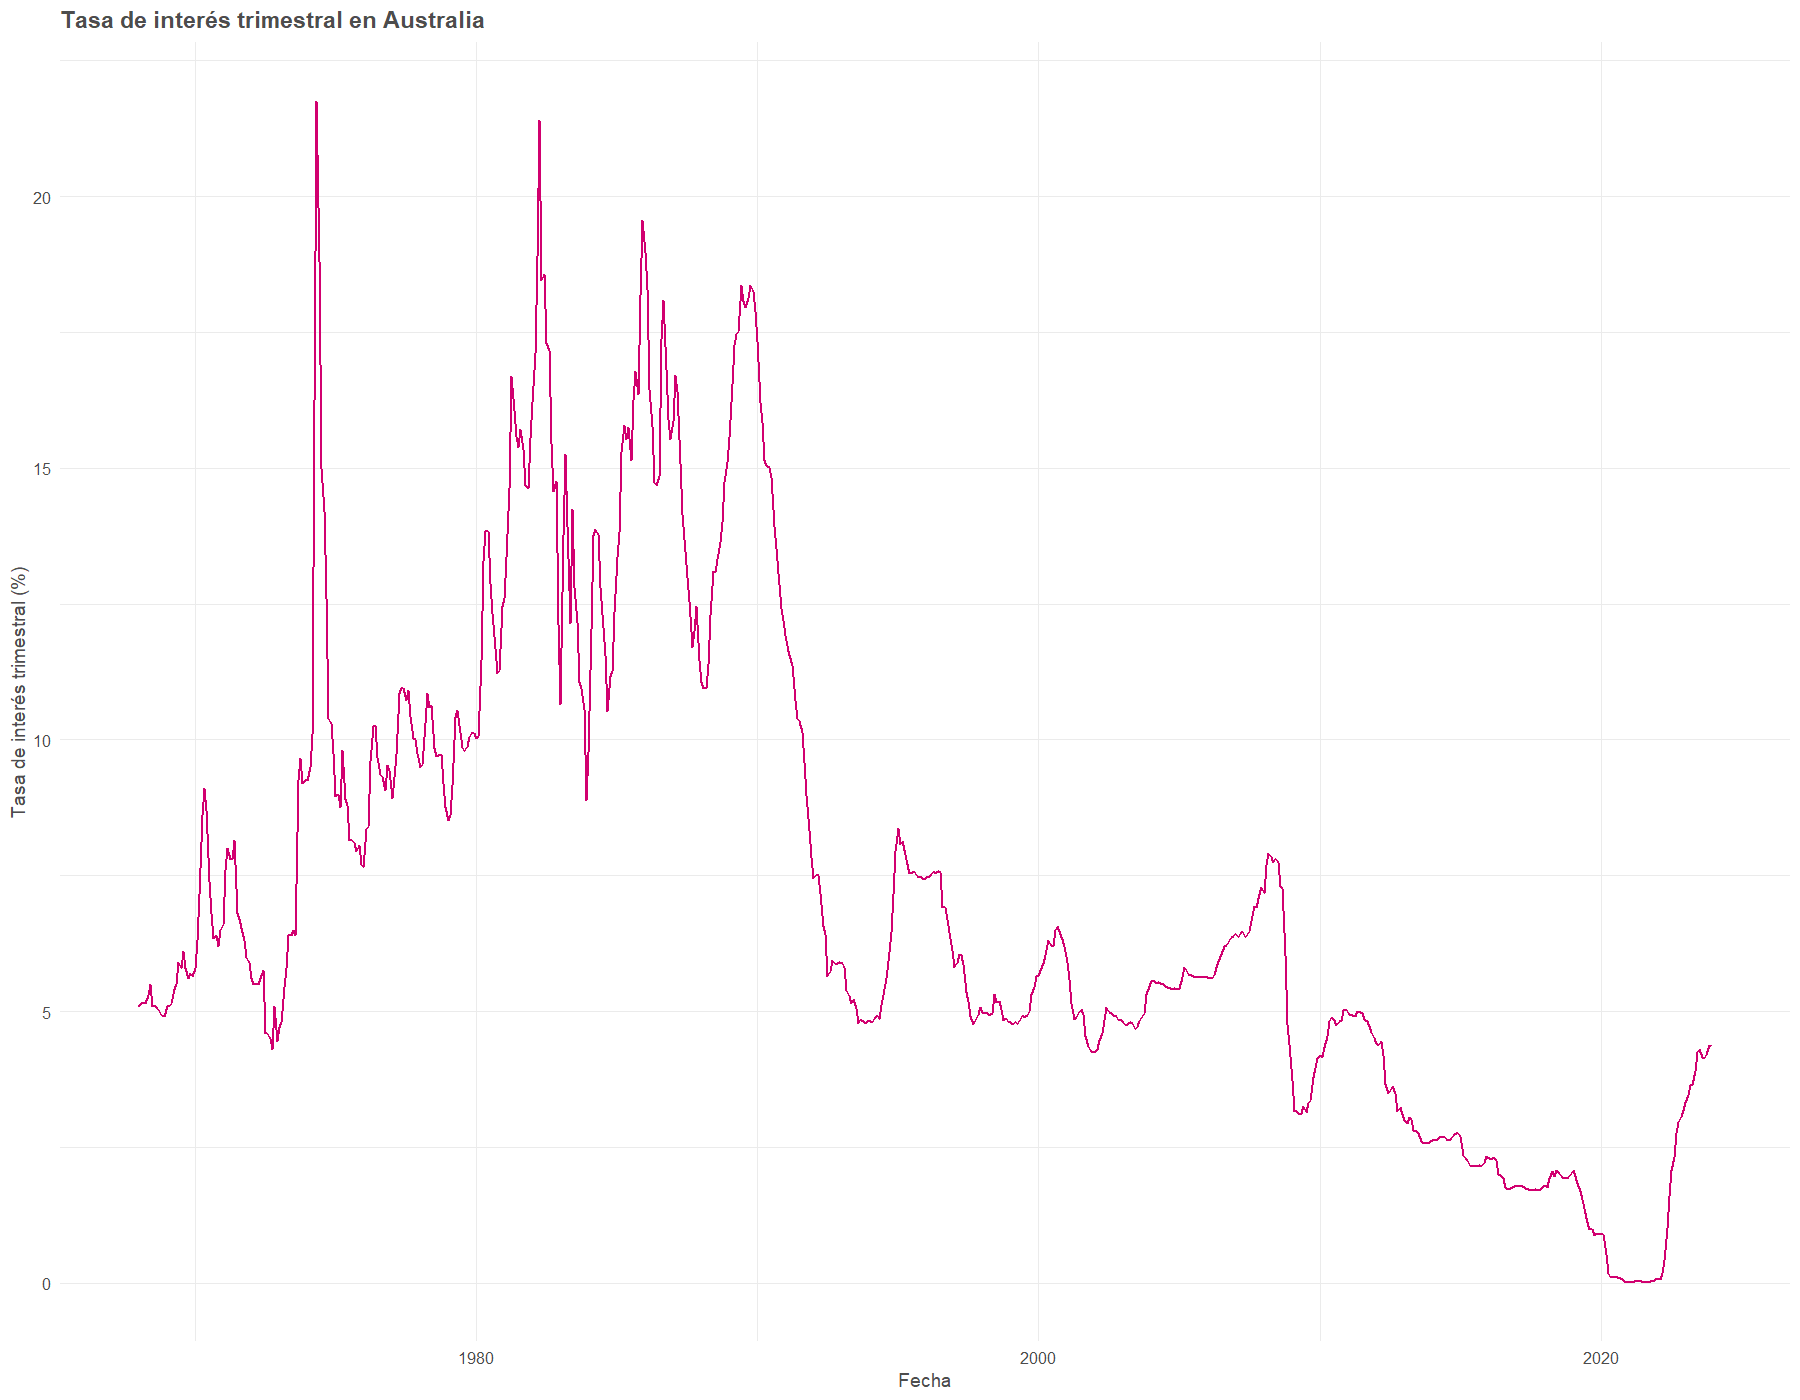 Tasa de interés trimestral en Australia
Tasa de interés trimestral (%)
20
15
10
5
0
1980
2000
2020
Fecha